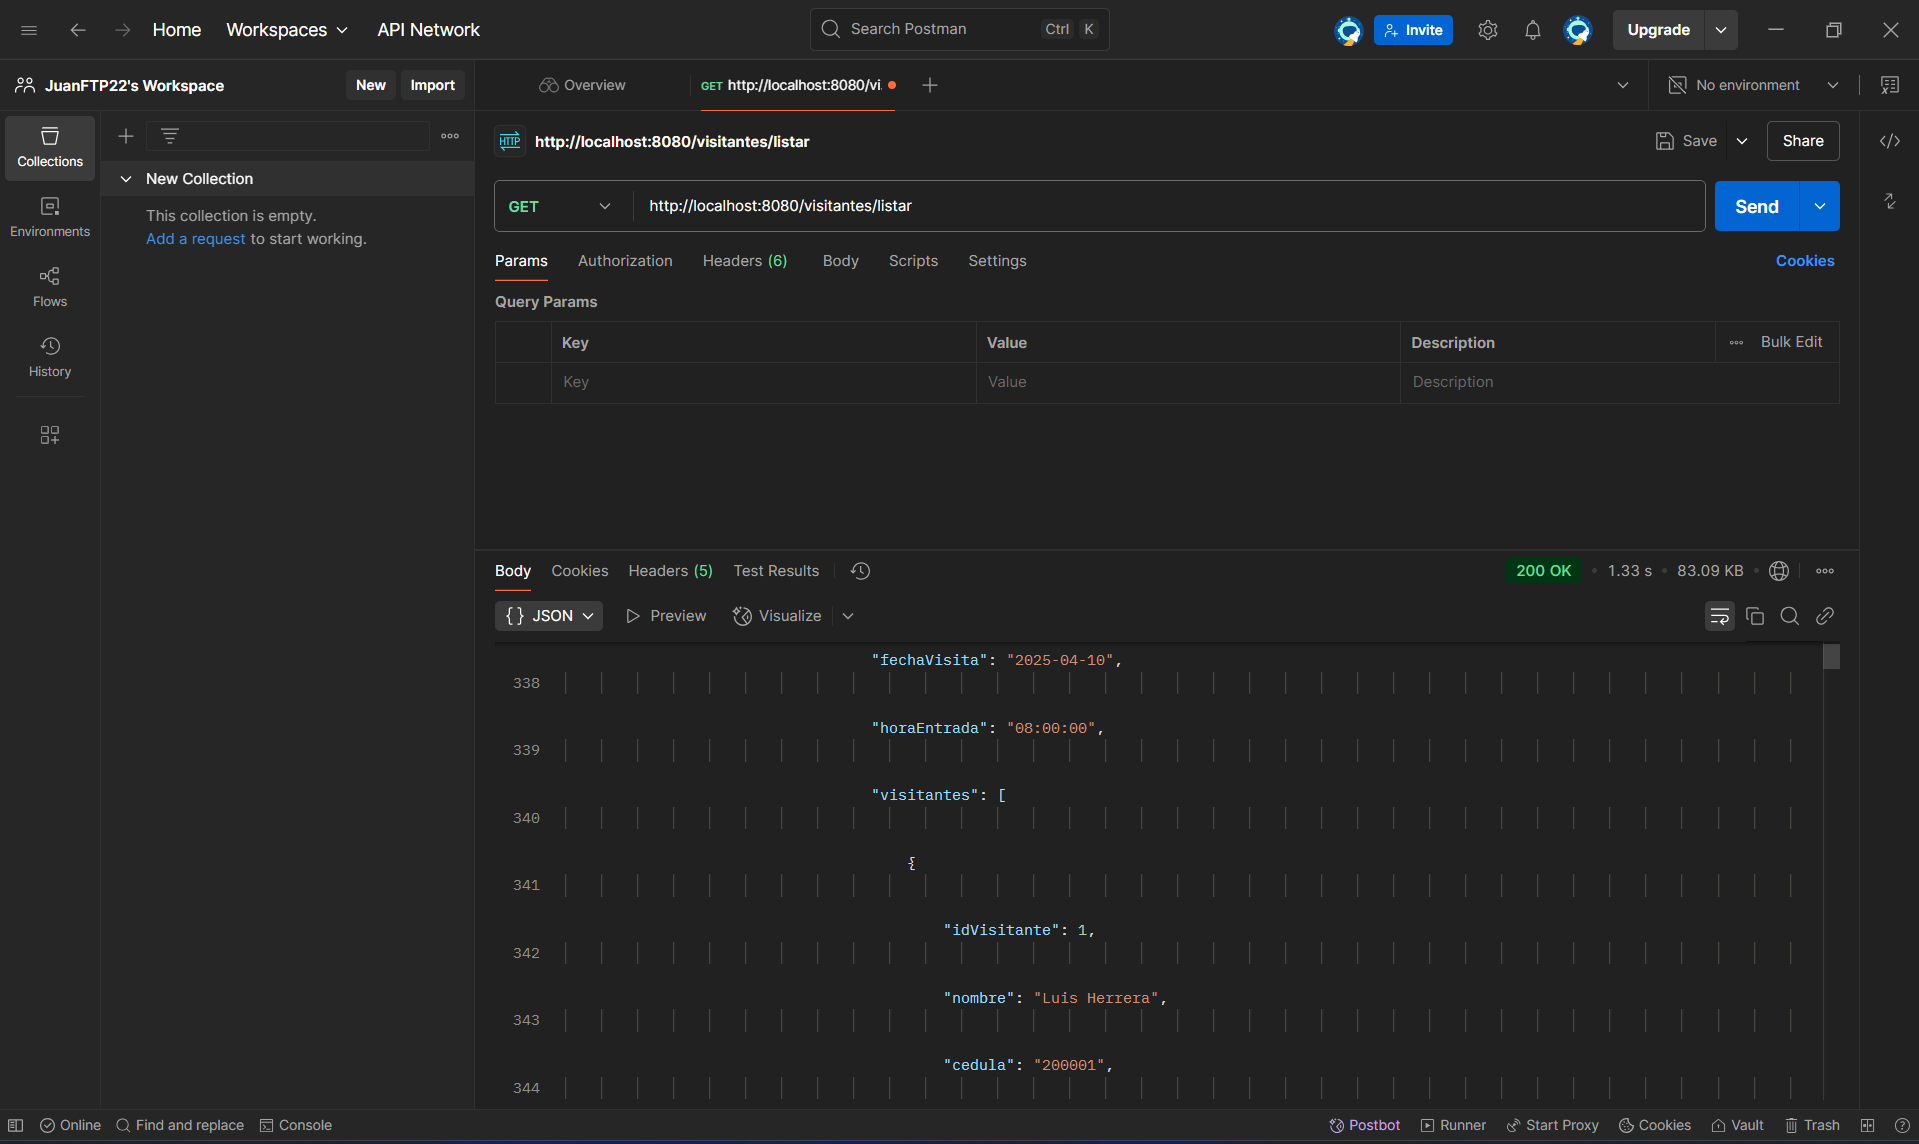 Home
Workspaces
API Network
Search Postman
Ctrl
K
Invite
Upgrade
JuanFTP22's Workspace
New
Import
Overview
GET http://localhost:8080/vi
No environment
Collections
Environments
Flows
History
New Collection
This collection is empty.
Add a request to start working.
HTTP
http://localhost:8080/visitantes/listar
Save
Share
GET
http://localhost:8080/visitantes/listar
Send
Params
Authorization
Headers (6)
Body
Scripts
Settings
Cookies
Query Params
Key
Value
Description
Bulk Edit
Key
Value
Description
Body
Cookies
Headers (5)
Test Results
200 OK
1.33 s
83.09 KB
{} JSON
Preview
Visualize
"fechaVisita": "2025-04-10",
338
"horaEntrada": "08:00:00",
339
"visitantes": [
340
{
341
"idVisitante": 1,
342
"nombre": "Luis Herrera",
343
"cedula": "200001",
344
Online
Find and replace
Console
Postbot
Runner
Start Proxy
Cookies
Vault
Trash